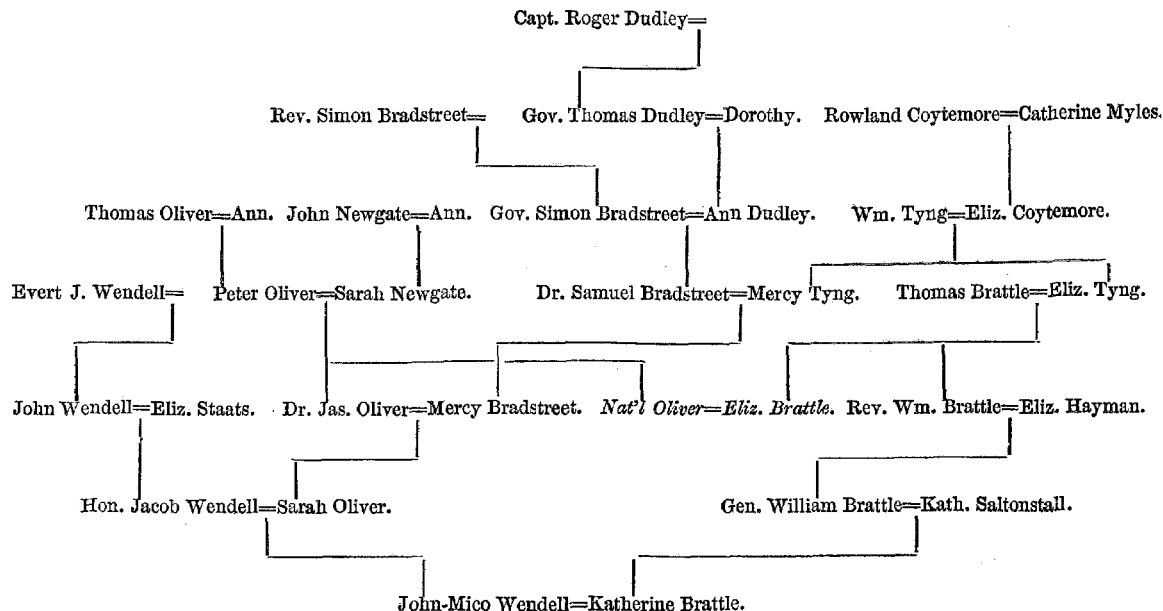 Capt. Roger Dudley=
Rev. Simon Bradstreet= Gov. Thomas Dudley=Dorothy. Rowland Coytemore=Catherine Myles.
Thomas Oliver=Ann. John Newgate=Ann. Gov. Simon Bradstreet=Ann Dudley. Wm. Tyng=Eliz. Coytemore.
Evert J. Wendell= Peter Oliver=Sarah Newgate. Dr. Samuel Bradstreet=Mercy Tyng. Thomas Brattle=Eliz. Tyng.
John Wendell=Eliz. Staats. Dr. Jas. Oliver=Mercy Bradstreet. Nat'l Oliver=Eliz. Brattle. Rev. Wm. Brattle=Eliz. Hayman.
Hon. Jacob Wendell=Sarah Oliver. Gen. William Brattle=Kath. Saltonstall.
John-Mico Wendell=Katherine Brattle.